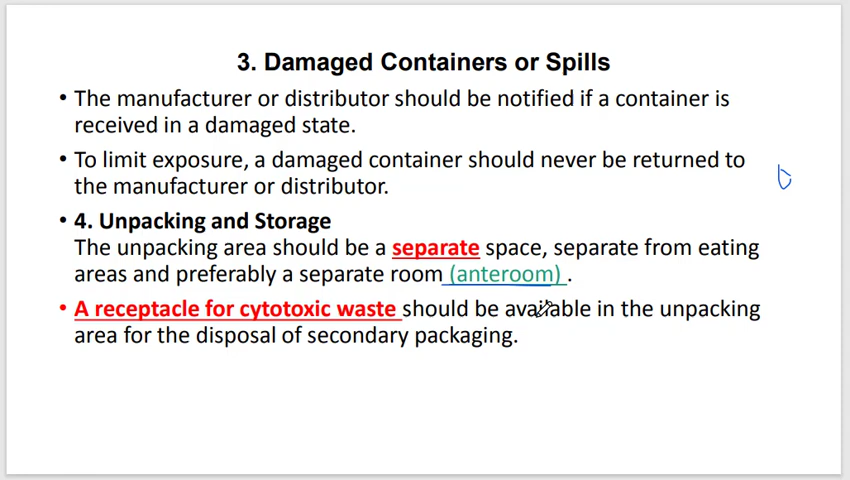 3. Damaged Containers or Spills
• The manufacturer or distributor should be notified if a container is
received in a damaged state.
• To limit exposure, a damaged container should never be returned to
the manufacturer or distributor.
• 4. Unpacking and Storage
The unpacking area should be a separate space, separate from eating
areas and preferably a separate room (anteroom) .
• A receptacle for cytotoxic waste should be available in the unpacking
area for the disposal of secondary packaging.